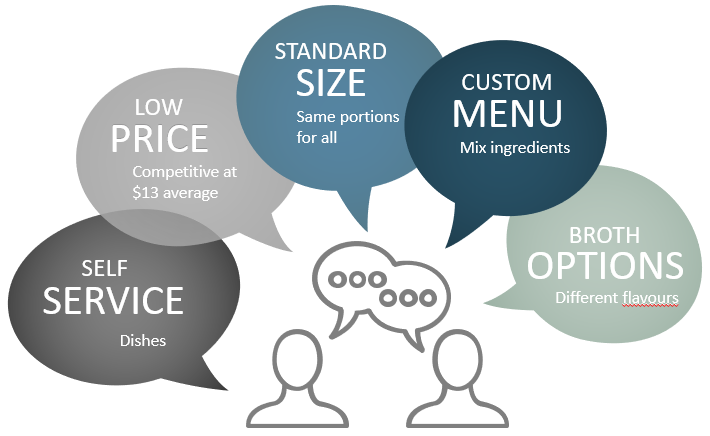 SELF
SERVICE
Dishes
LOW
PRICE
Competitive at
$13 average
STANDARD
SIZE
Same portions
for all
CUSTOM
MENU
Mix ingredients
BROTH
OPTIONS
Different flavours